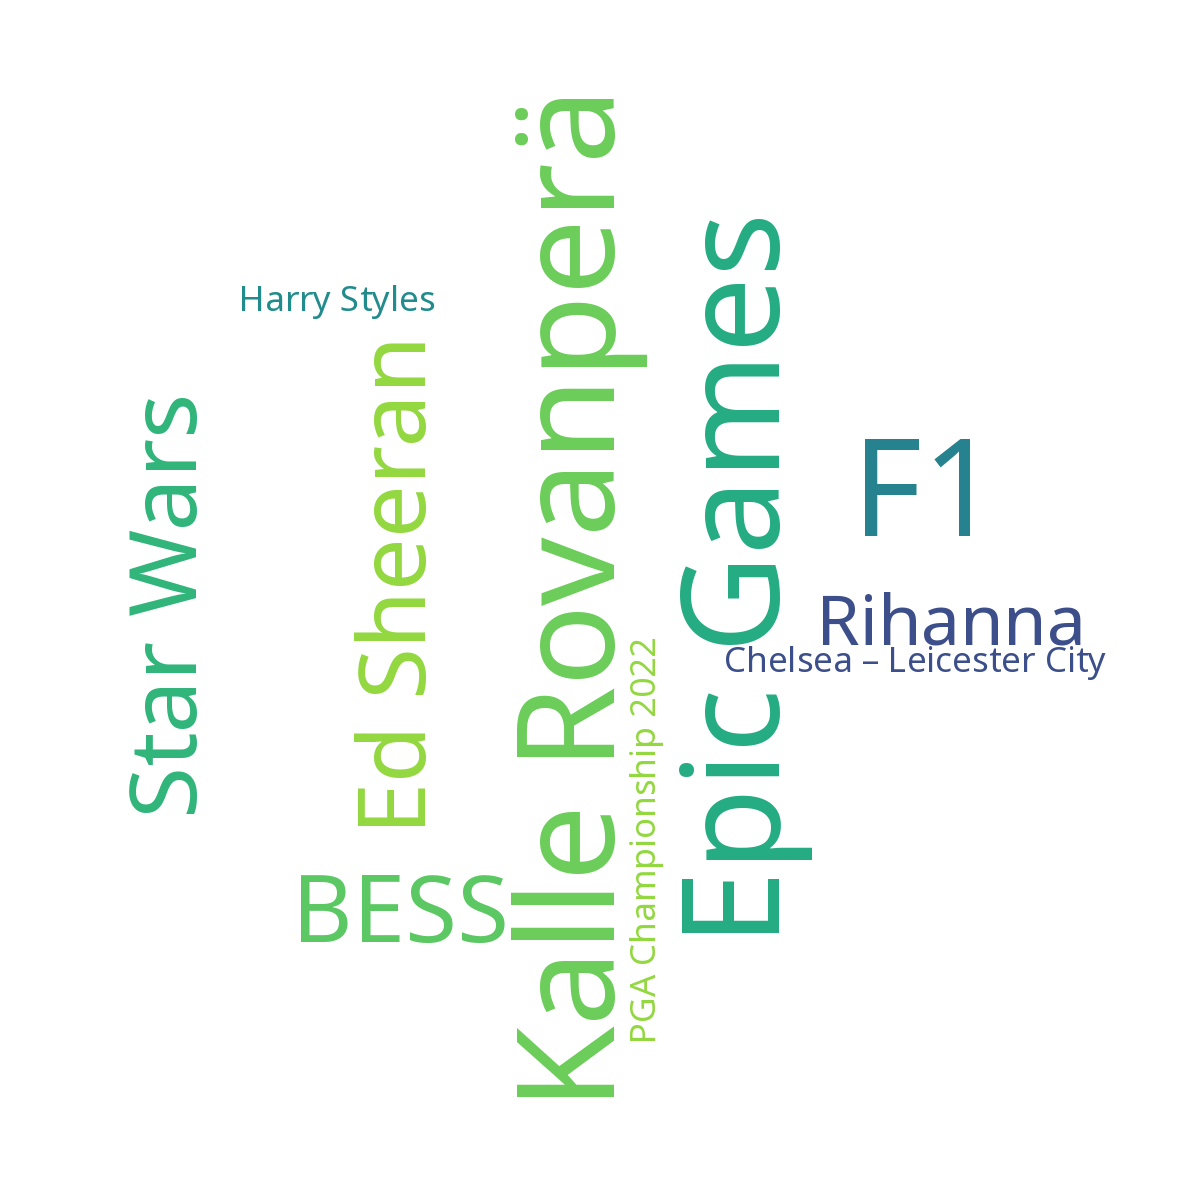 Harry Styles
Star Wars
Ed Sheeran
BESS
Kalle Rovanperä
PGA Championship 2022
Epic Games
F1
Rihanna
Chelsea – Leicester City